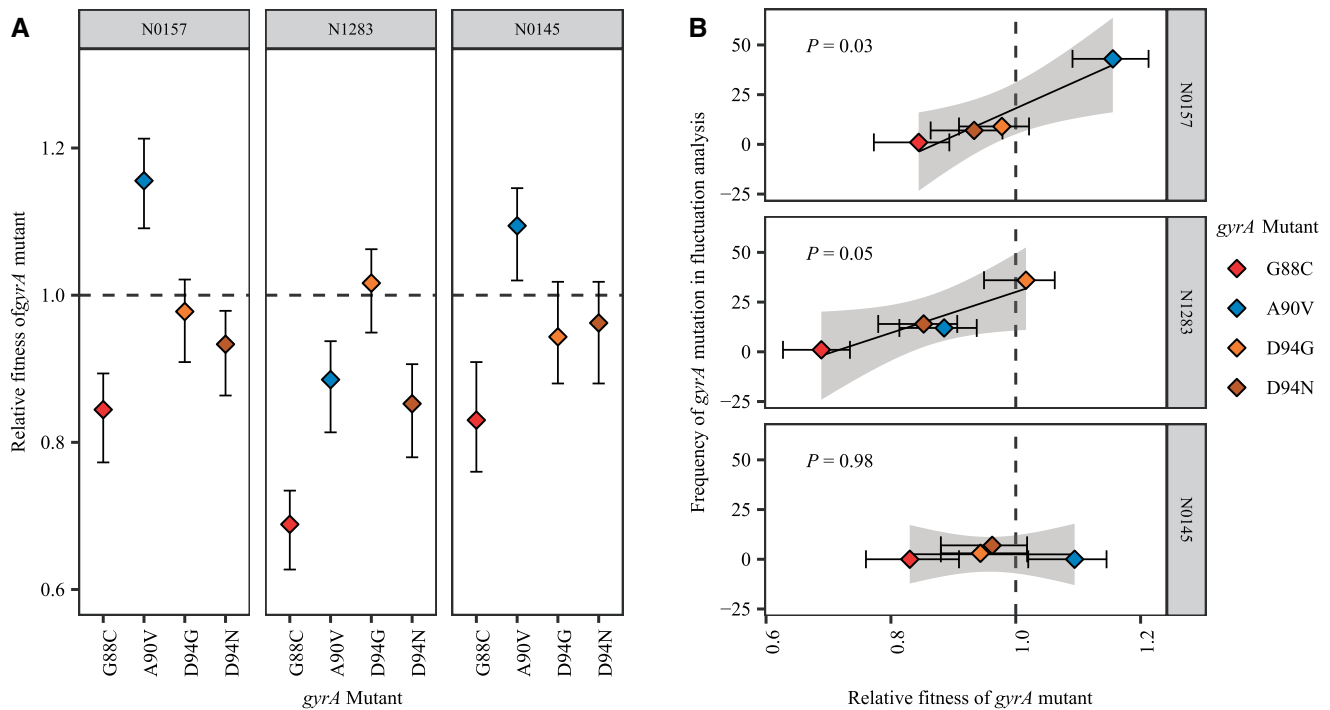 A
N0157
N1283
N0145
Relative fitness ofgyrA mutant
1.2
1.0
0.8
0.6
G88C
A90V
D94G
D94N
G88C
A90V
D94G
D94N
G88C
A90V
D94G
D94N
gyrA Mutant
B
Frequency of gyrA mutation in fluctuation analysis
50
25
0
−25
P = 0.03
N0157
50
25
0
−25
P = 0.05
N1283
50
25
0
−25
P = 0.98
N0145
0.6
0.8
1.0
1.2
Relative fitness of gyrA mutant
gyrA Mutant
G88C
A90V
D94G
D94N